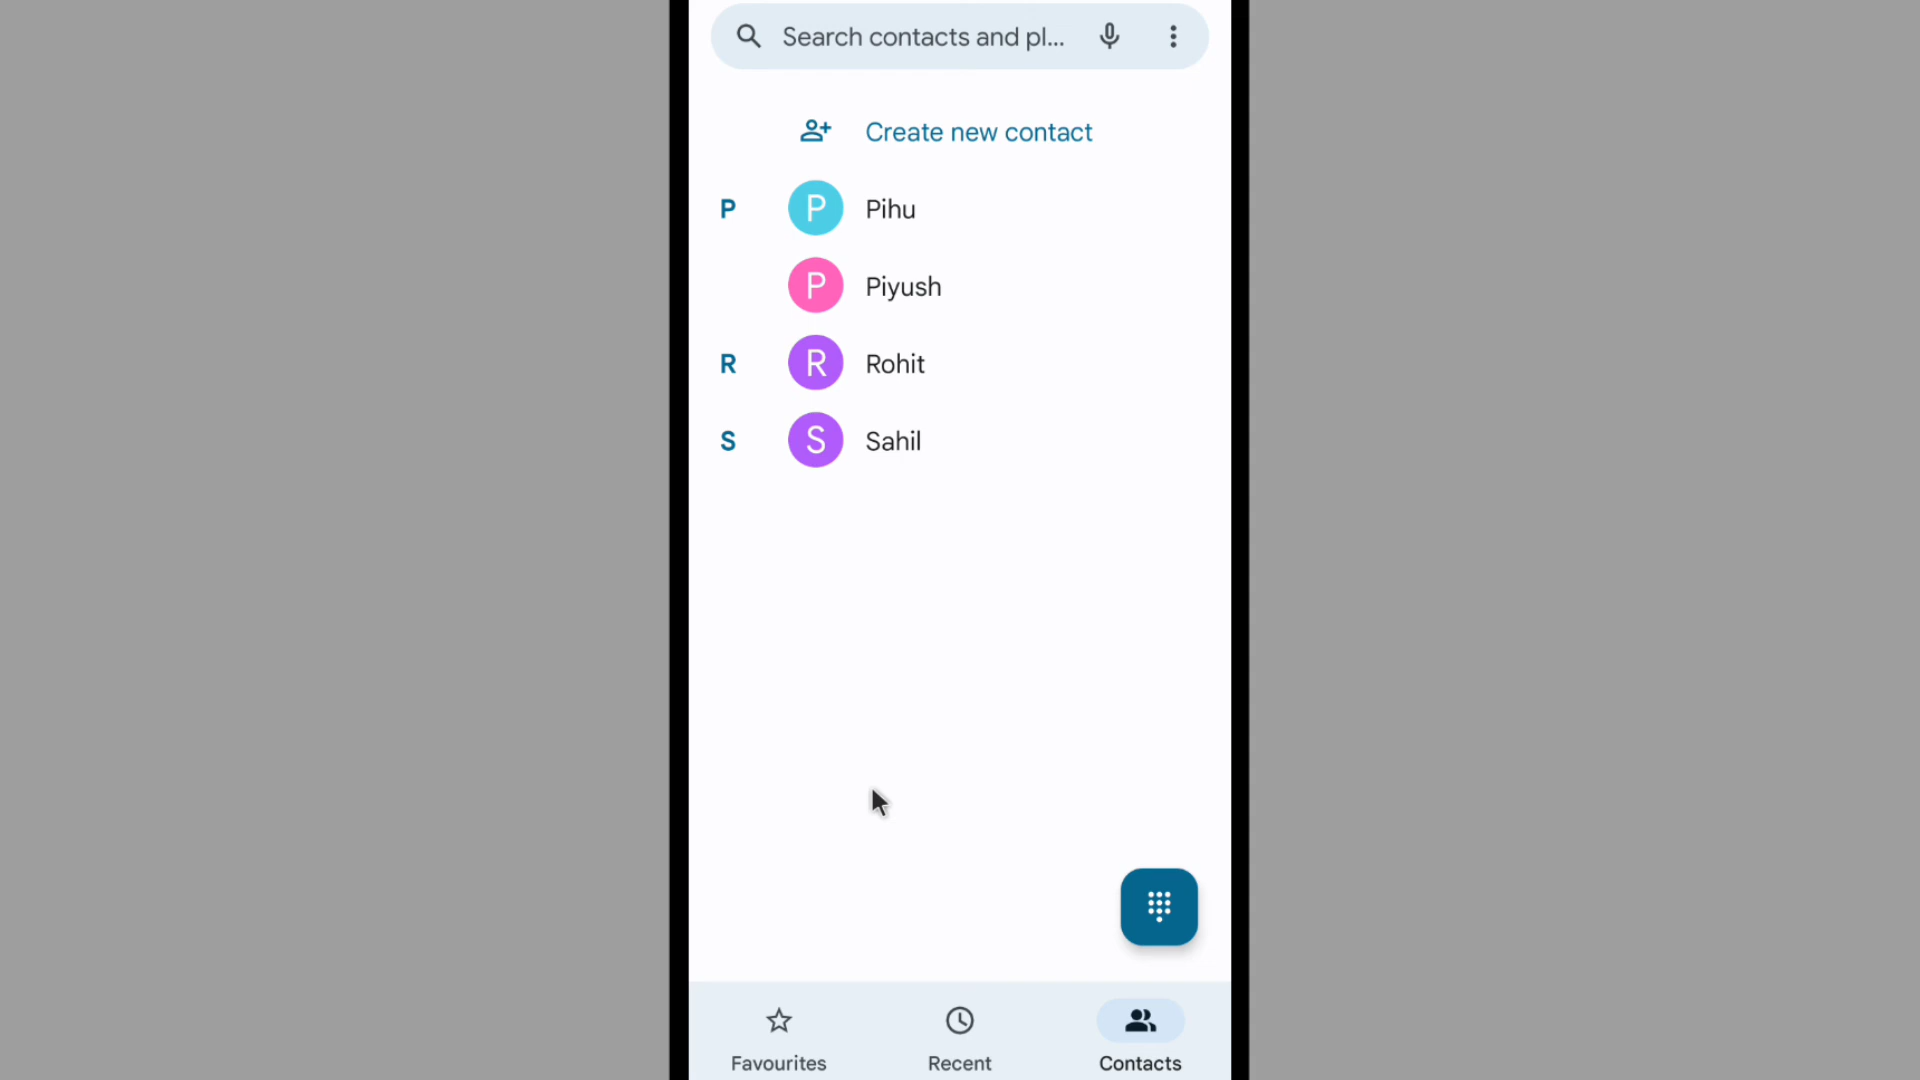 Search contacts and pl...
Create new contact
P P Pihu
P Piyush
R R Rohit
S S Sahil
Favourites Recent Contacts